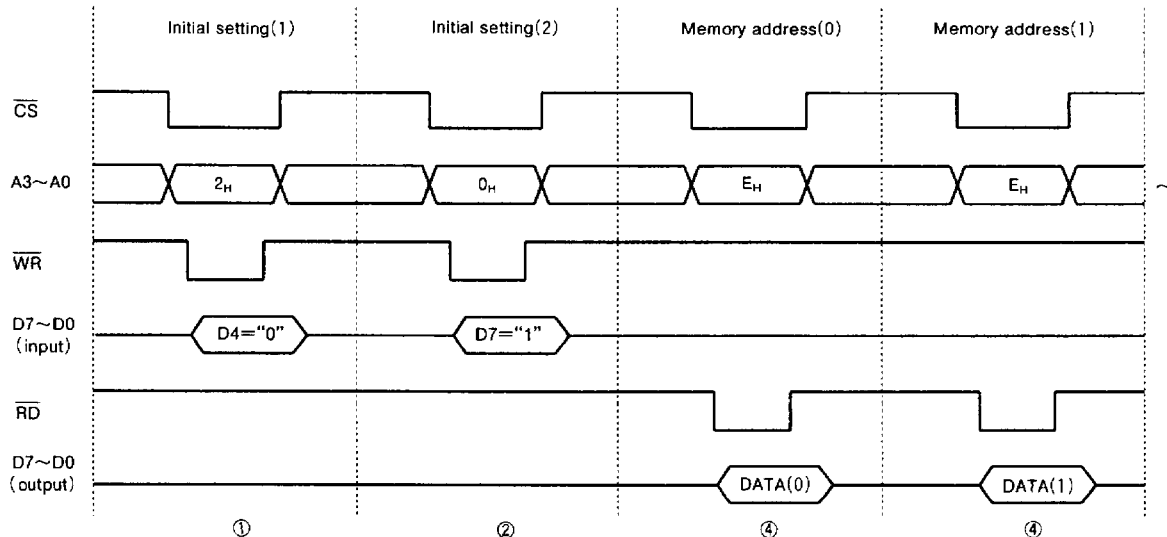 Initial setting(1) Initial setting(2) Memory address(0) Memory address(1)
CS
A3～A0 2H 0H EH EH ～
WR
D7～D0 D4="0" D7="1"
(input)
RD
D7～D0 DATA(0) DATA(1)
(output)
① ② ④ ④